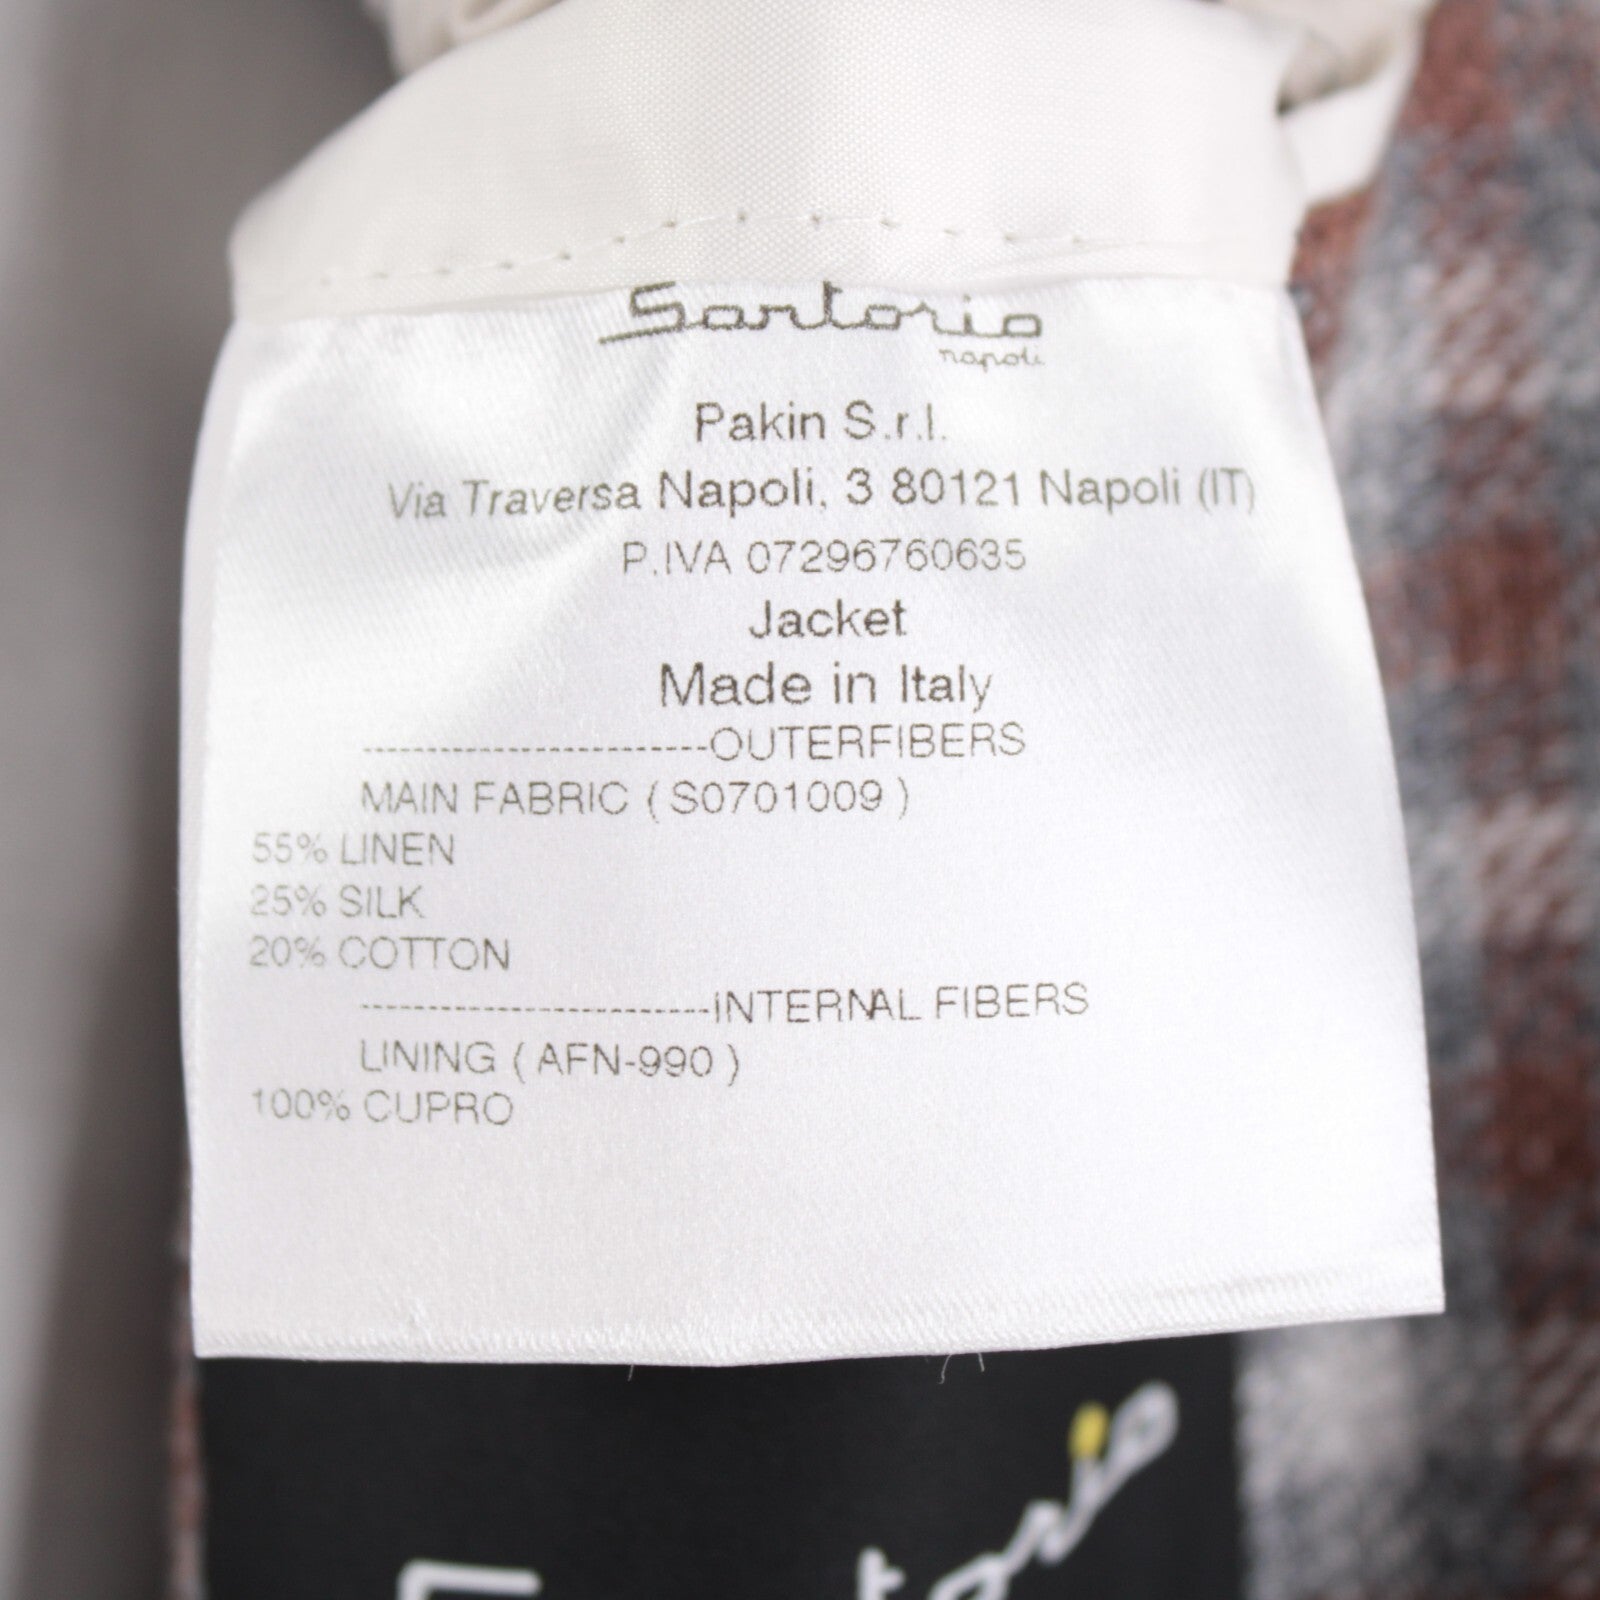 Sartorio
napoli
Pakin S.r.l.
Via Traversa Napoli, 3 80121 Napoli (IT)
P.IVA 07296760635
Jacket
Made in Italy
------------------------OUTERFIBERS
MAIN FABRIC ( S0701009 )
55% LINEN
25% SILK
20% COTTON
------------------------INTERNAL FIBERS
LINING ( AFN-990 )
100% CUPRO